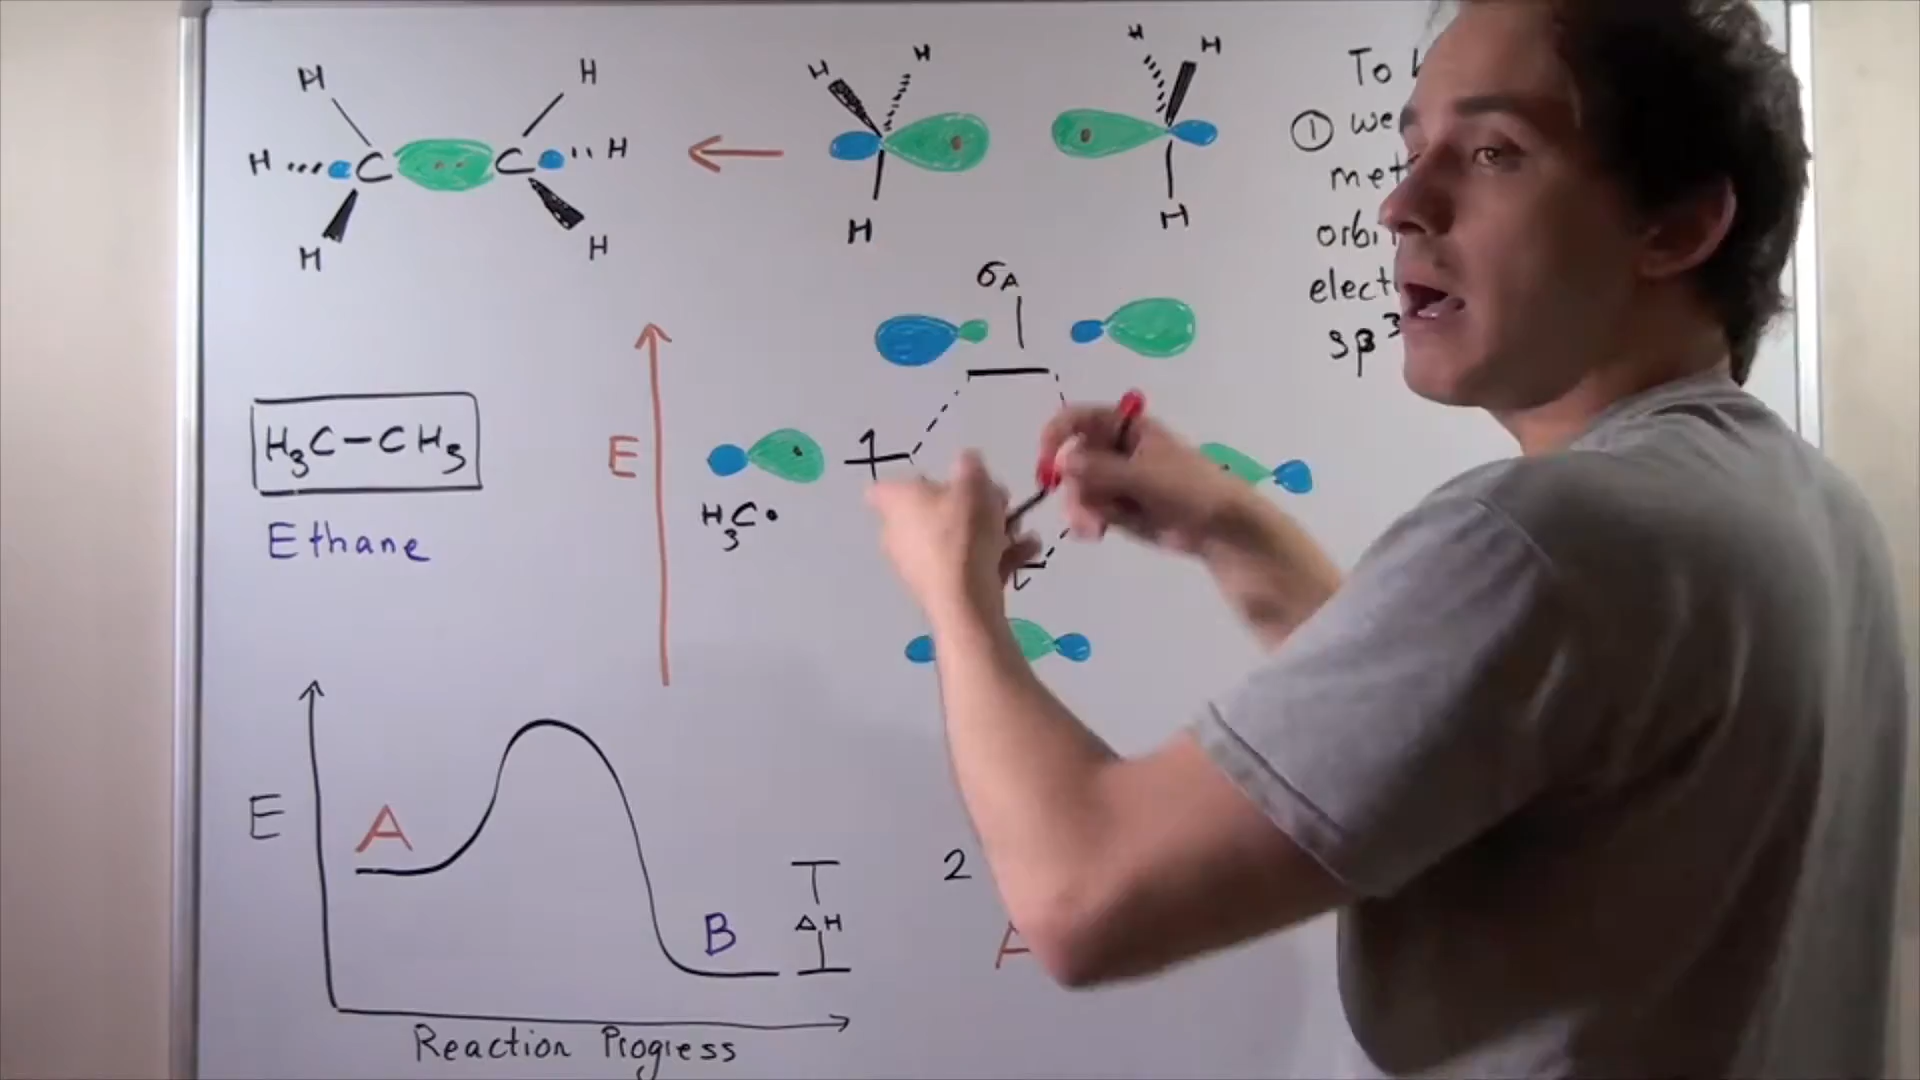 H H
H C C H
H H
H H
H
H H
H
To
① we
met
orbi
elect
sp³
σA
E
H₃C-CH₃
Ethane
H₃C•
E
A
B
ΔH
2
A
Reaction Progress